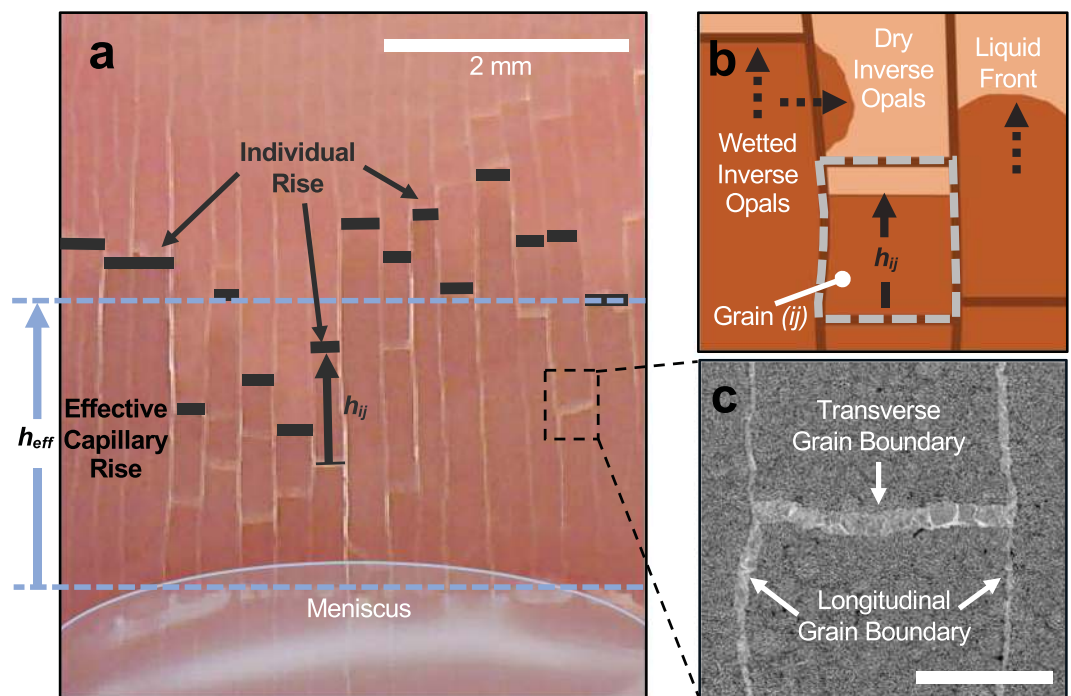 a
2 mm
Individual
Rise
h_ij
h_eff
Effective
Capillary
Rise
Meniscus
b
Dry
Inverse
Opals
Liquid
Front
Wetted
Inverse
Opals
h_ij
Grain (ij)
c
Transverse
Grain Boundary
Longitudinal
Grain Boundary